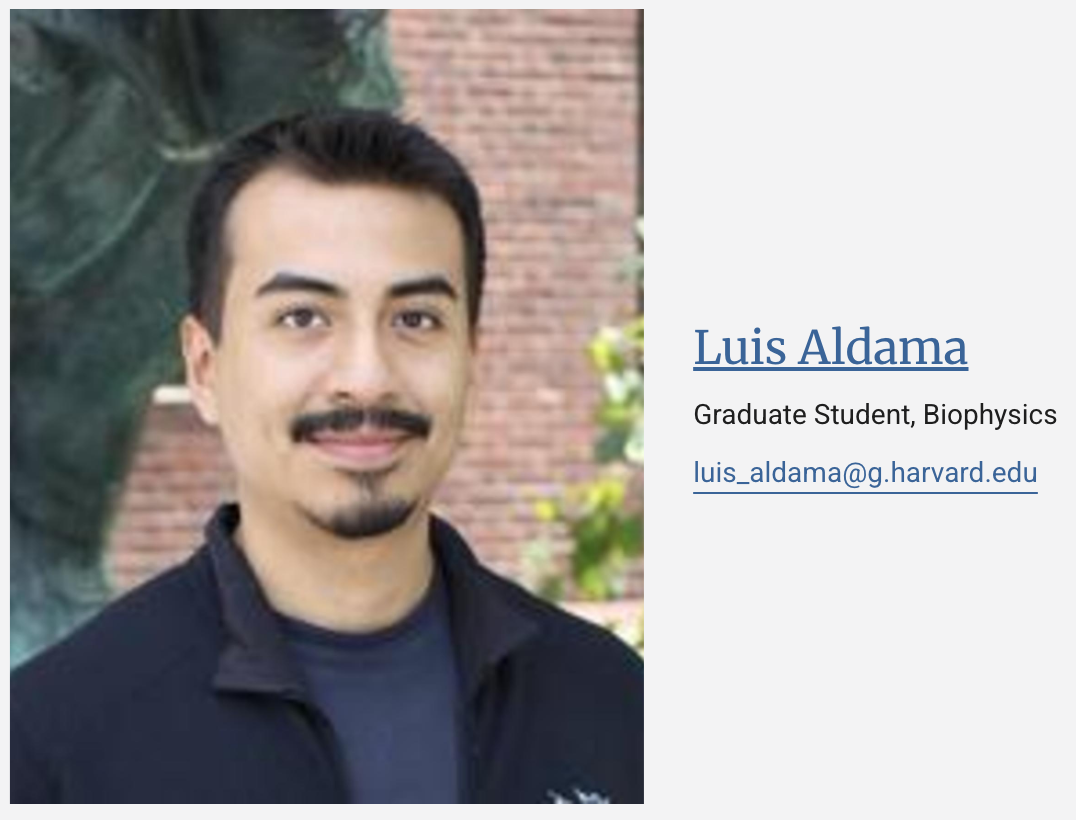 Luis Aldama
Graduate Student, Biophysics
luis_aldama@g.harvard.edu